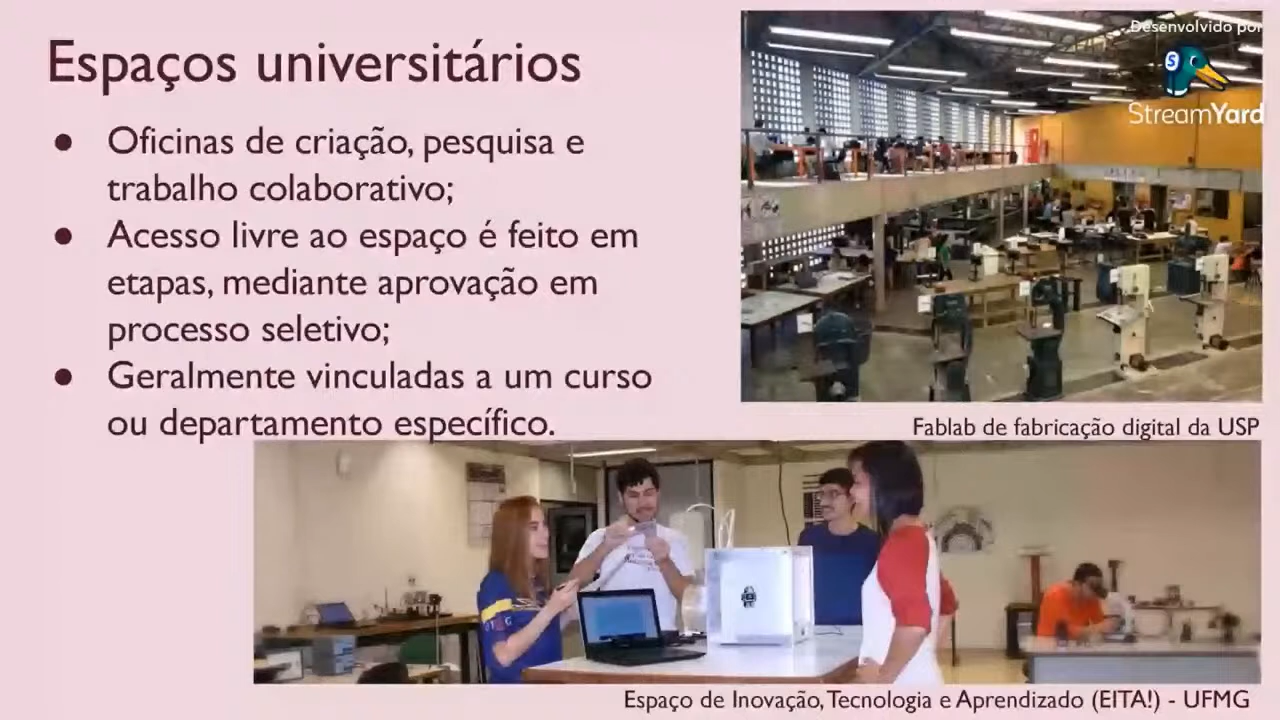 Espaços universitários
● Oficinas de criação, pesquisa e
trabalho colaborativo;
● Acesso livre ao espaço é feito em
etapas, mediante aprovação em
processo seletivo;
● Geralmente vinculadas a um curso
ou departamento específico.
Desenvolvido por
S
StreamYard
Fablab de fabricação digital da USP
Espaço de Inovação, Tecnologia e Aprendizado (EITA!) - UFMG